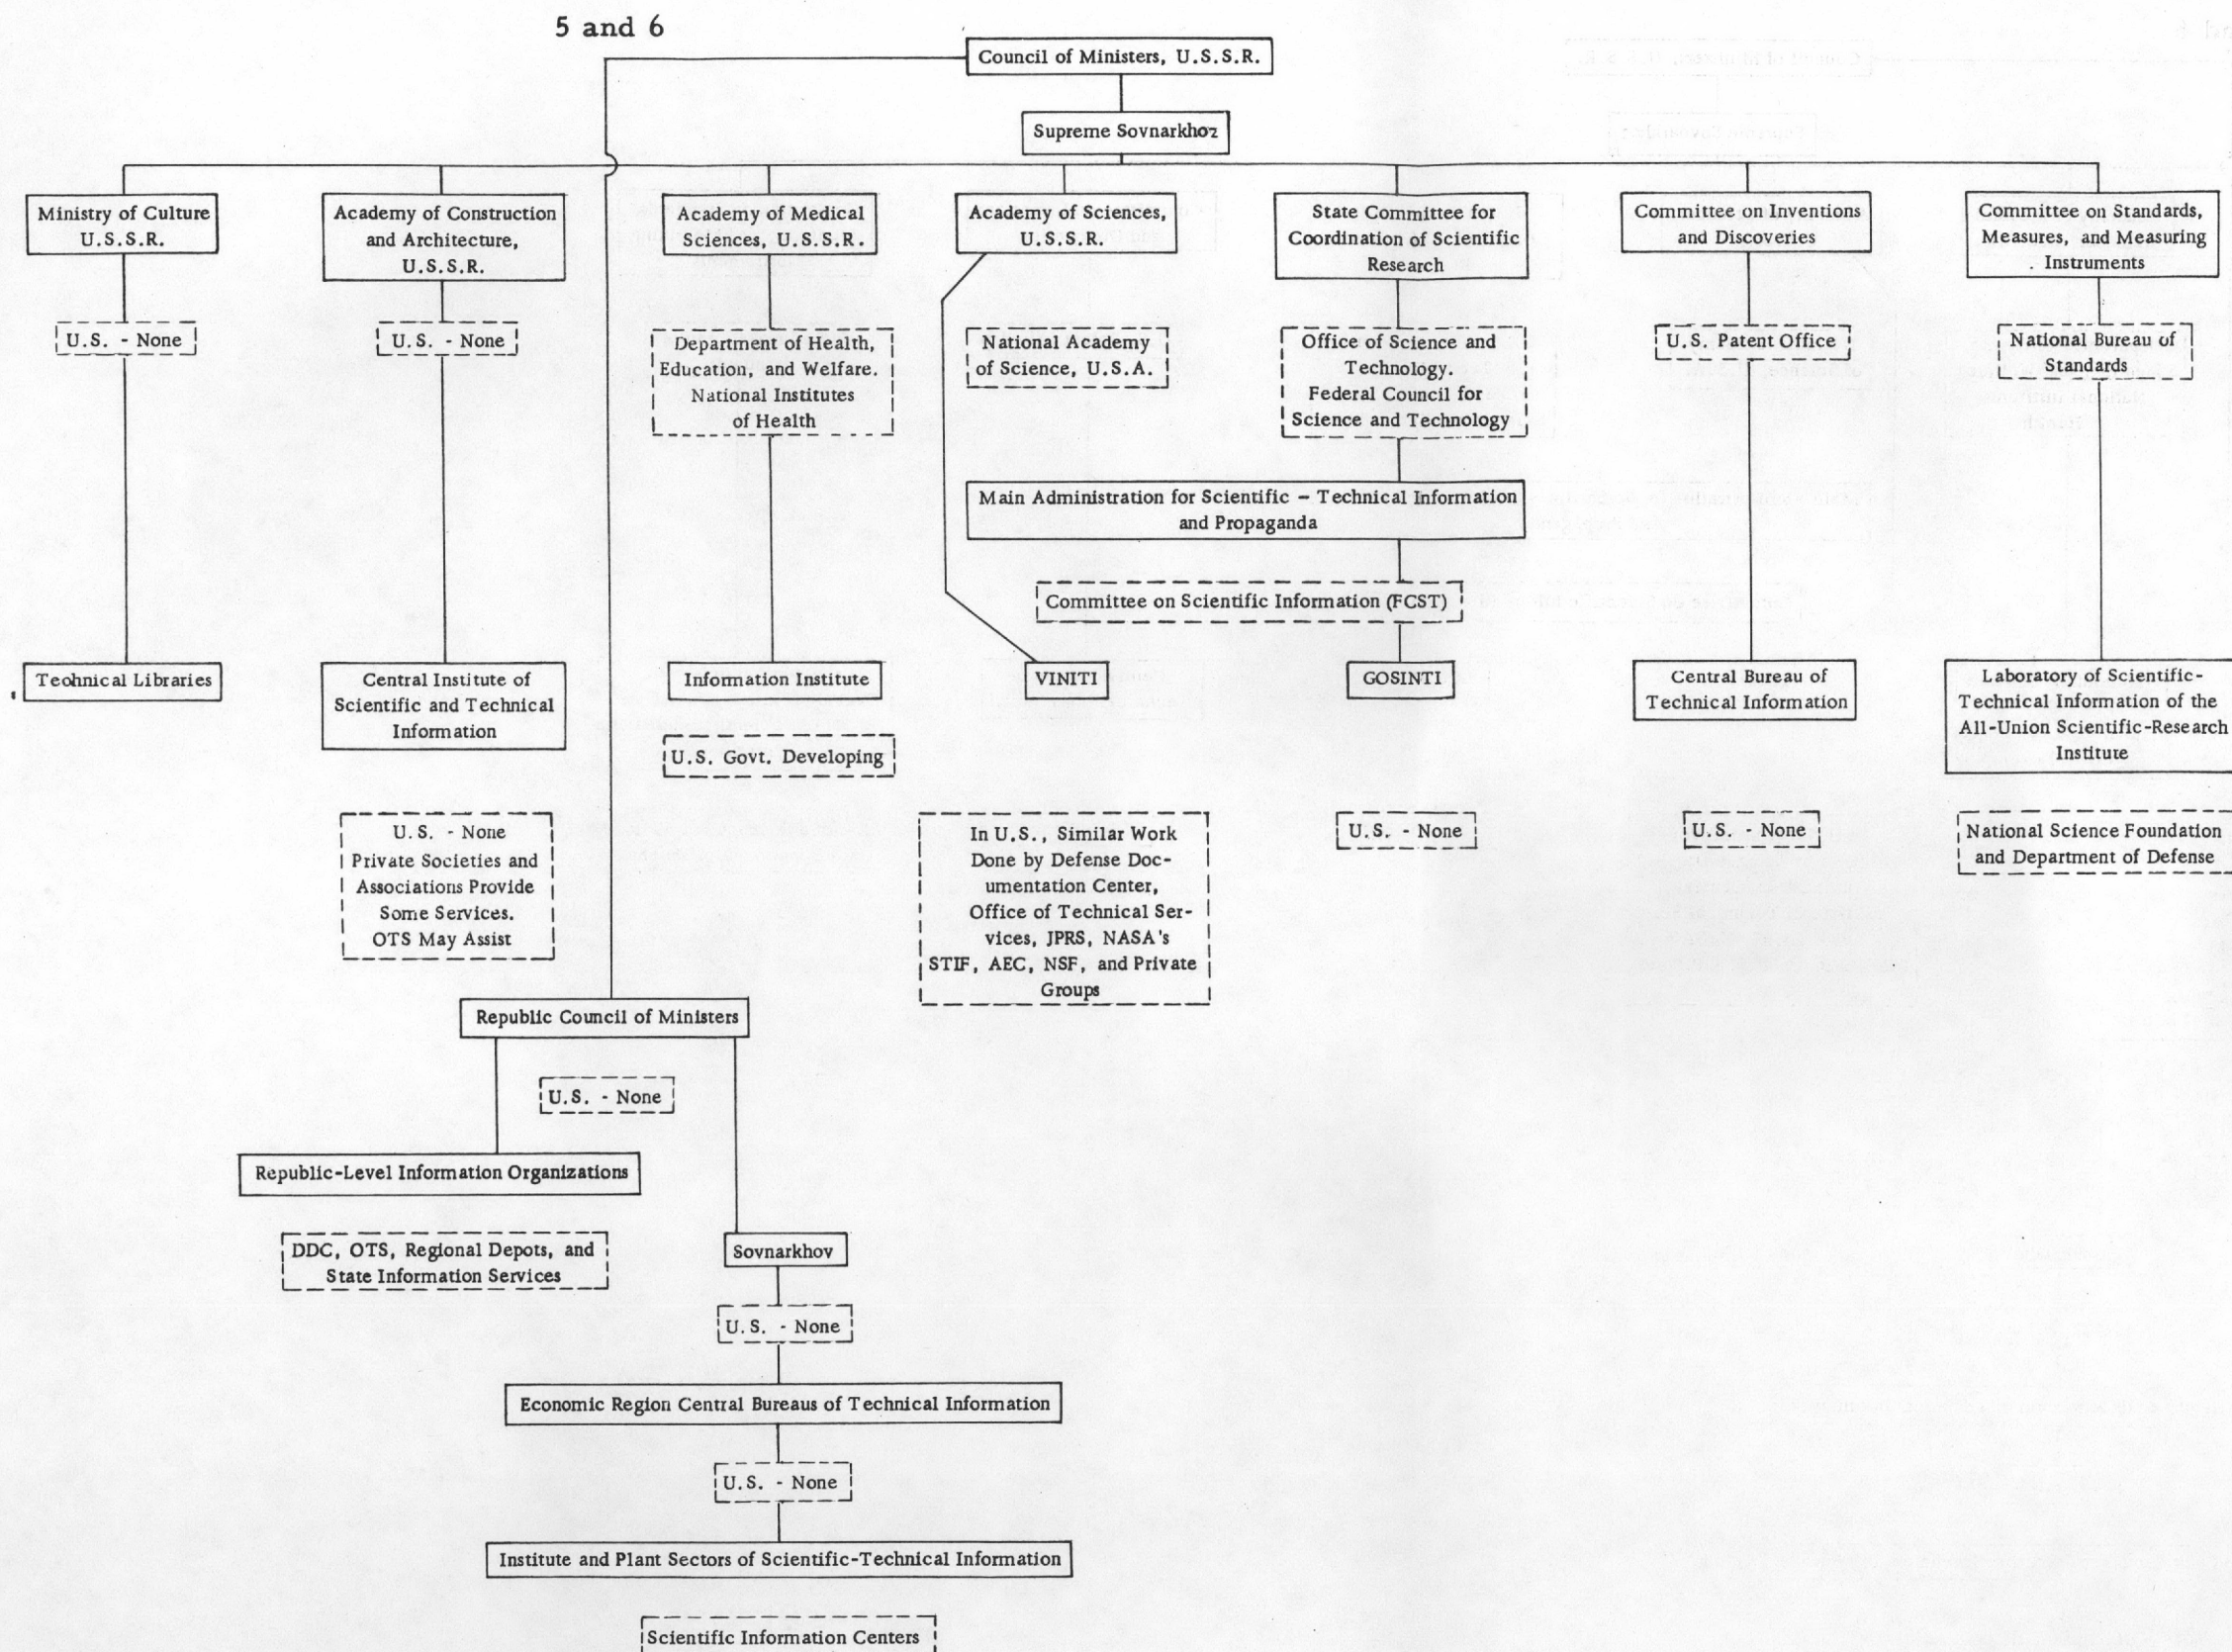 5 and 6
Council of Ministers, U.S.S.R.
Supreme Sovnarkhoz
Ministry of Culture
U.S.S.R.
Academy of Construction
and Architecture,
U.S.S.R.
Academy of Medical
Sciences, U.S.S.R.
Academy of Sciences,
U.S.S.R.
State Committee for
Coordination of Scientific
Research
Committee on Inventions
and Discoveries
Committee on Standards,
Measures, and Measuring
Instruments
U.S. - None
U.S. - None
Department of Health,
Education, and Welfare.
National Institutes
of Health
National Academy
of Science, U.S.A.
Office of Science and
Technology.
Federal Council for
Science and Technology
U.S. Patent Office
National Bureau of
Standards
Main Administration for Scientific - Technical Information
and Propaganda
Committee on Scientific Information (FCST)
Technical Libraries
Central Institute of
Scientific and Technical
Information
Information Institute
VINITI
GOSINTI
Central Bureau of
Technical Information
Laboratory of Scientific-
Technical Information of the
All-Union Scientific-Research
Institute
U.S. Govt. Developing
U.S. - None
Private Societies and
Associations Provide
Some Services.
OTS May Assist
In U.S., Similar Work
Done by Defense Doc-
umentation Center,
Office of Technical Ser-
vices, JPRS, NASA's
STIF, AEC, NSF, and Private
Groups
U.S. - None
U.S. - None
National Science Foundation
and Department of Defense
Republic Council of Ministers
U.S. - None
Republic-Level Information Organizations
DDC, OTS, Regional Depots, and
State Information Services
Sovnarkhov
U.S. - None
Economic Region Central Bureaus of Technical Information
U.S. - None
Institute and Plant Sectors of Scientific-Technical Information
Scientific Information Centers